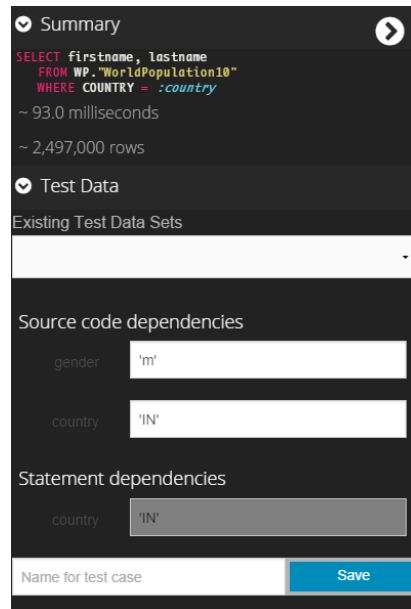 Summary
SELECT firstname, lastname
FROM WP."WorldPopulation10"
WHERE COUNTRY = :country
~ 93.0 milliseconds
~ 2,497,000 rows
Test Data
Existing Test Data Sets
Source code dependencies
gender 'm'
country 'IN'
Statement dependencies
country 'IN'
Name for test case Save